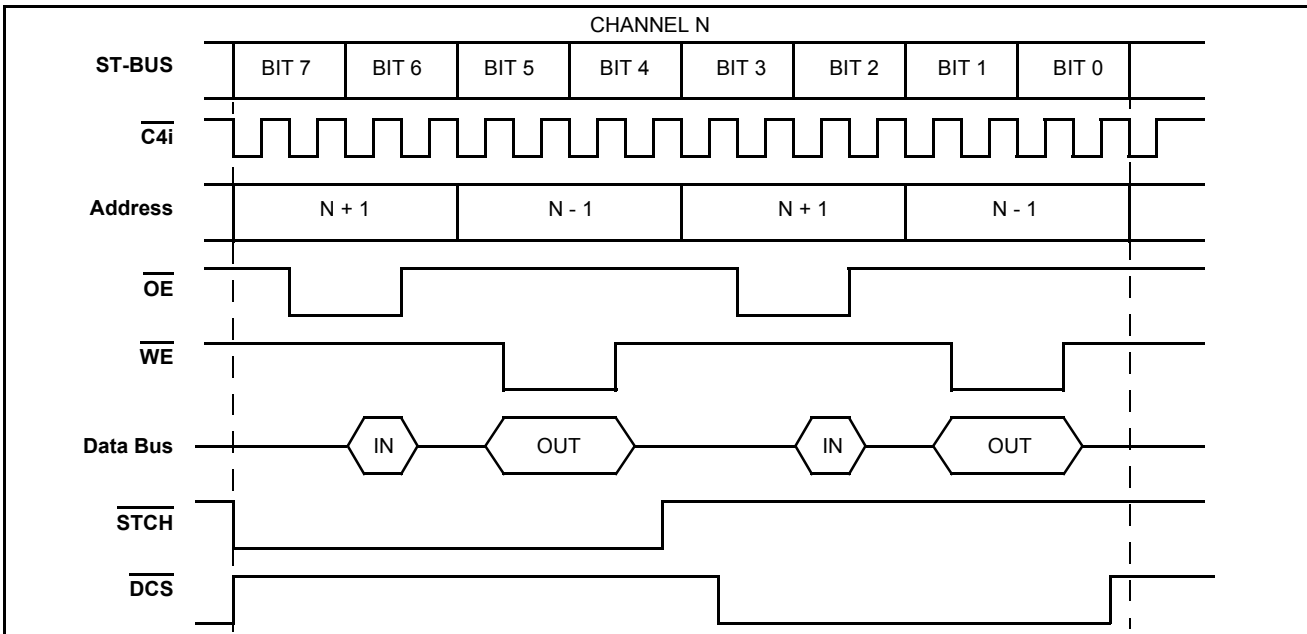 CHANNEL N
ST-BUS BIT 7 BIT 6 BIT 5 BIT 4 BIT 3 BIT 2 BIT 1 BIT 0
C4i
Address N + 1 N - 1 N + 1 N - 1
OE
WE
Data Bus IN OUT IN OUT
STCH
DCS